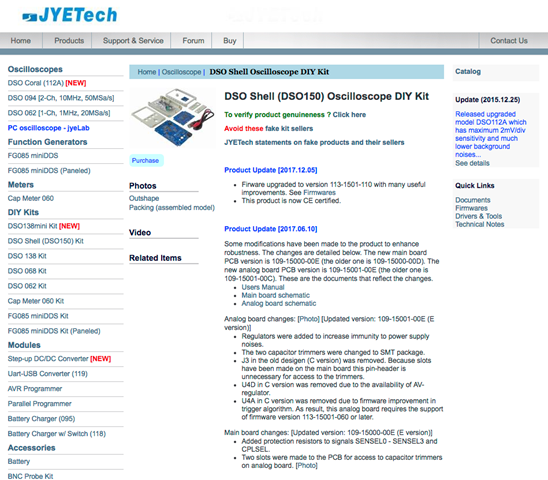 JYETech
Home
Products
Support & Service
Forum
Buy
Contact Us
Oscilloscopes
DSO Coral (112A) [NEW]
DSO 094 [2-Ch, 10MHz, 50MSa/s]
DSO 062 [1-Ch, 1MHz, 20MSa/s]
PC oscilloscope - jyeLab
Function Generators
FG085 miniDDS
FG085 miniDDS (Paneled)
Meters
Cap Meter 060
DIY Kits
DSO138mini Kit [NEW]
DSO Shell (DSO150) Kit
DSO 138 Kit
DSO 068 Kit
DSO 062 Kit
Cap Meter 060 Kit
FG085 miniDDS Kit
FG085 miniDDS Kit (Paneled)
Modules
Step-up DC/DC Converter [NEW]
Uart-USB Converter (119)
AVR Programmer
Parallel Programmer
Battery Charger (095)
Battery Charger w/ Switch (118)
Accessories
Battery
BNC Probe Kit
Home | Oscilloscope | DSO Shell Oscilloscope DIY Kit
Purchase
Photos
Outshape
Packing (assembled model)
Video
Related Items
DSO Shell (DSO150) Oscilloscope DIY Kit
To verify product genuineness ? Click here
Avoid these fake kit sellers
JYETech statements on fake products and their sellers
Product Update [2017.12.05]
Firware upgraded to version 113-1501-110 with many useful
improvements. See Firmwares
This product is now CE certified.
Product Update [2017.06.10]
Some modifications have been made to the product to enhance
robustness. The changes are detailed below. The new main board
PCB version is 109-15000-00E (the older one is 109-15000-00D). The
new analog board PCB version is 109-15001-00E (the older one is
109-15001-00C). These are the documents that reflect the changes.
Users Manual
Main board schematic
Analog board schematic
Analog board changes: [Photo] [Updated version: 109-15001-00E (E
version)]
Regulators were added to increase immunity to power supply
noises.
The two capacitor trimmers were changed to SMT package.
J3 in the old desigen (C version) was removed. Because slots
have been made on the main board this pin-header is
unnecessary for access to the trimmers.
U4D in C version was removed due to the availability of AV-
regulator.
U4A in C version was removed due to firmware improvement in
trigger algorithm. As result, this analog board requires the support
of firmware version 113-15001-060 or later.
Main board changes: [Updated version: 109-15000-00E (E version)]
Added protection resistors to signals SENSEL0 - SENSEL3 and
CPLSEL.
Two slots were made to the PCB for access to capacitor trimmers
on analog board. [Photo]
Catalog
Update (2015.12.25)
Released upgraded
model DSO112A which
has maximum 2mV/div
sensitivity and much
lower background
noises...
See details
Quick Links
Documents
Firmwares
Drivers & Tools
Technical Notes